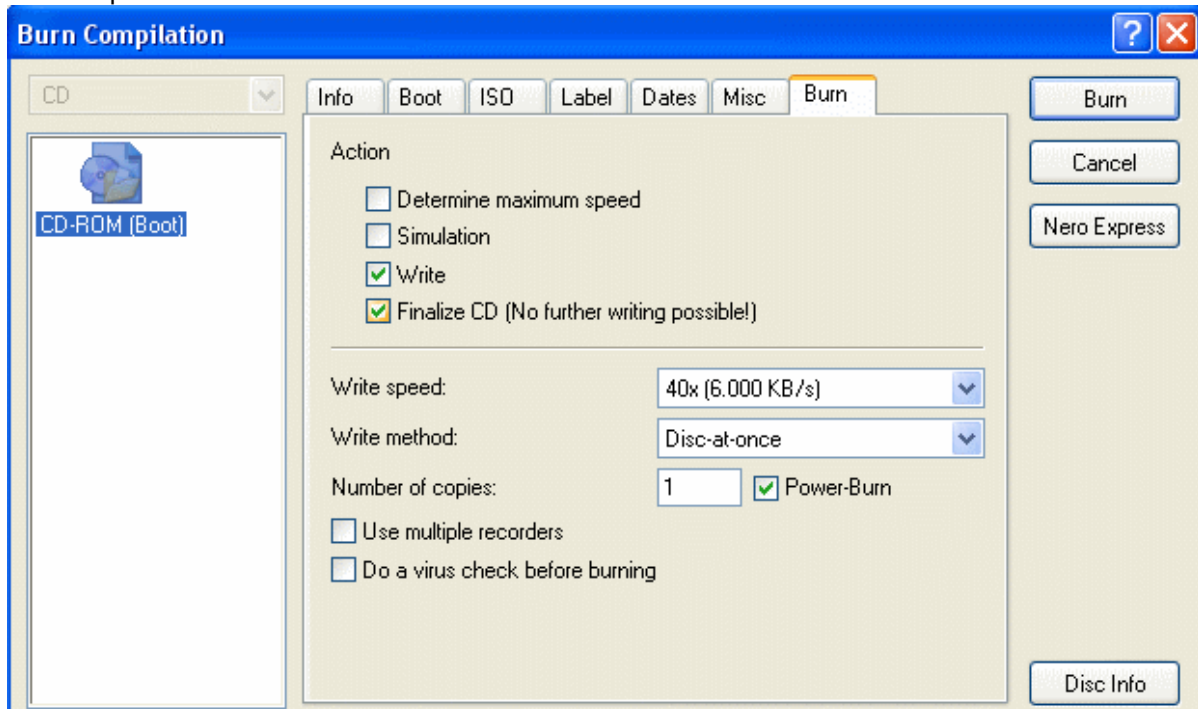 Burn Compilation
CD
Info Boot ISO Label Dates Misc Burn
Burn
Action
Cancel
Determine maximum speed
CD-ROM (Boot)
Simulation
Nero Express
Write
Finalize CD (No further writing possible!)
Write speed: 40x (6.000 KB/s)
Write method: Disc-at-once
Number of copies: 1 Power-Burn
Use multiple recorders
Do a virus check before burning
Disc Info